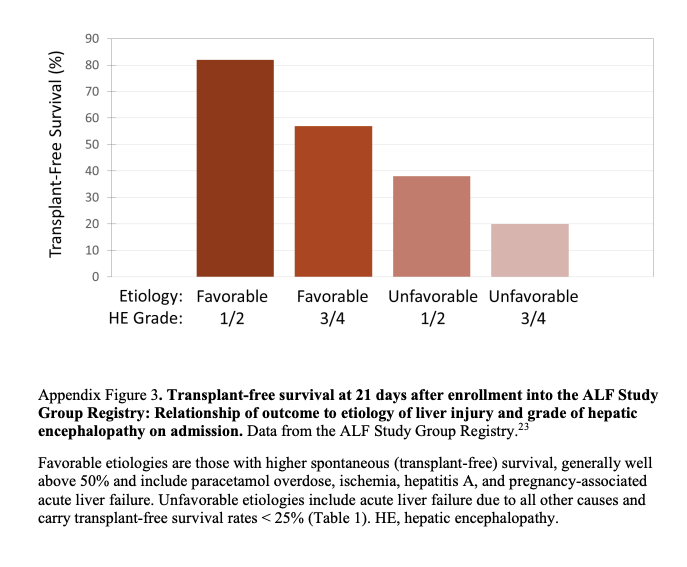 Transplant-Free Survival (%)
90
80
70
60
50
40
30
20
10
0
Etiology: Favorable Favorable Unfavorable Unfavorable
HE Grade: 1/2 3/4 1/2 3/4
Appendix Figure 3. Transplant-free survival at 21 days after enrollment into the ALF Study
Group Registry: Relationship of outcome to etiology of liver injury and grade of hepatic
encephalopathy on admission. Data from the ALF Study Group Registry.23
Favorable etiologies are those with higher spontaneous (transplant-free) survival, generally well
above 50% and include paracetamol overdose, ischemia, hepatitis A, and pregnancy-associated
acute liver failure. Unfavorable etiologies include acute liver failure due to all other causes and
carry transplant-free survival rates < 25% (Table 1). HE, hepatic encephalopathy.